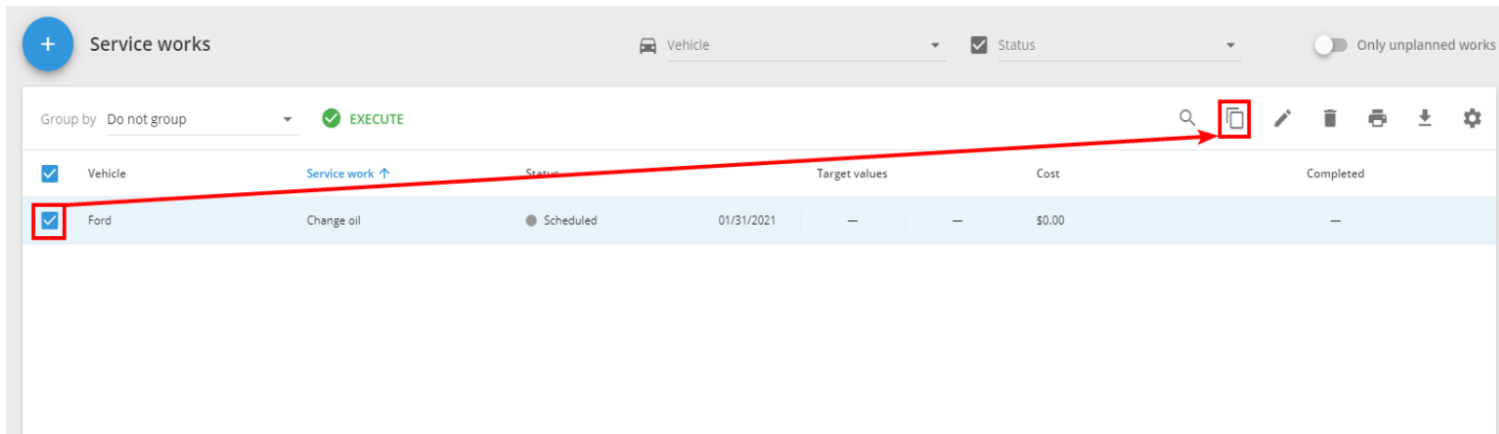 + Service works Vehicle Status Only unplanned works
Group by Do not group EXECUTE
Vehicle Service work ↑ Status Target values Cost Completed
Ford Change oil Scheduled 01/31/2021 — — $0.00 —